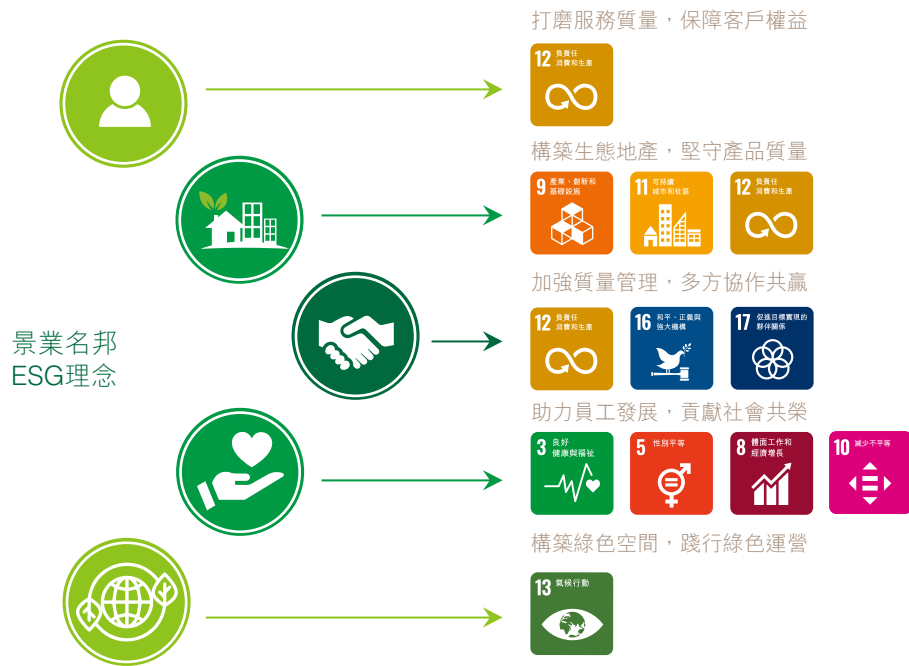 打磨服務質量，保障客戶權益
12 負責任
消費和生產
構築生態地產，堅守產品質量
9 產業、創新和
基礎設施
11 可持續
城市和社區
12 負責任
消費和生產
加強質量管理，多方協作共贏
12 負責任
消費和生產
16 和平、正義與
強大機構
17 促進目標實現的
夥伴關係
景業名邦
ESG理念
助力員工發展，貢獻社會共榮
3 良好
健康與福祉
5 性別平等
8 體面工作和
經濟增長
10 減少不平等
構築綠色空間，踐行綠色運營
13 氣候行動